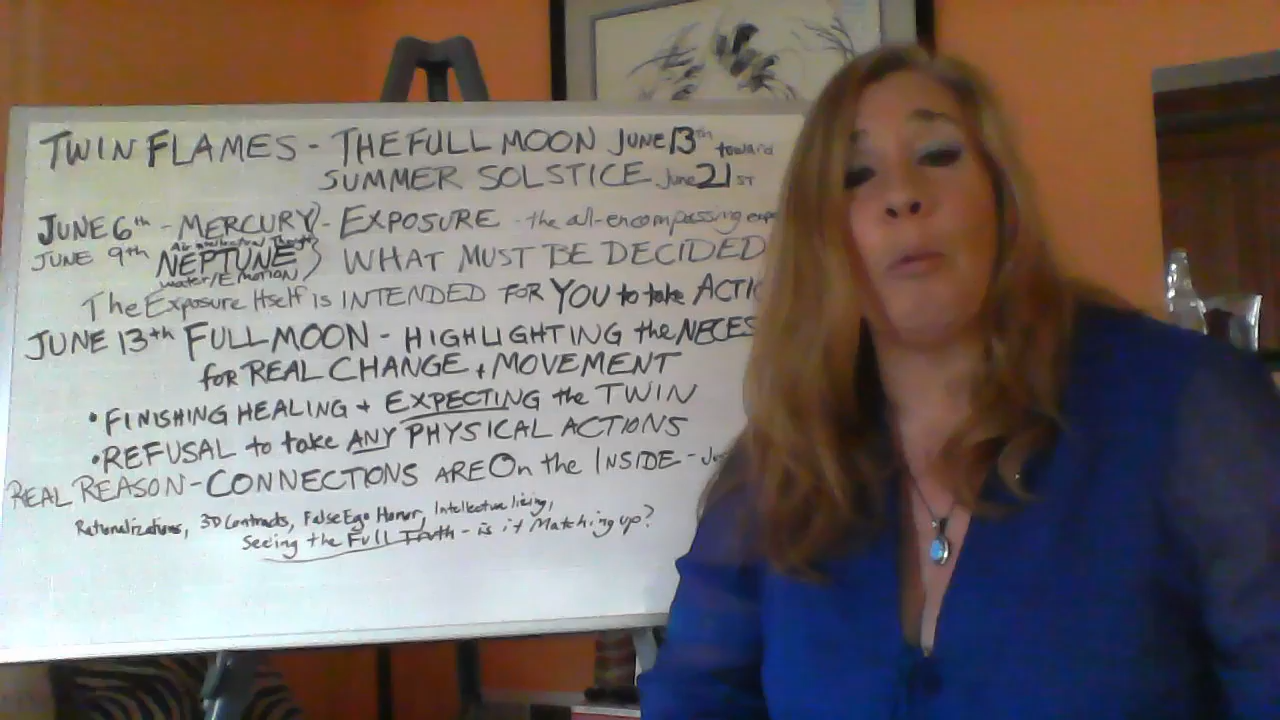 TWIN FLAMES - THE FULL MOON JUNE 13th toward
SUMMER SOLSTICE June 21ST
JUNE 6th - MERCURY) - EXPOSURE - the all-encompassing
Air
JUNE 9th NEPTUNE } WHAT MUST BE DECIDED
water/EMOTION
The Exposure Itself is INTENDED FOR YOU to take
JUNE 13th FULL MOON - HIGHLIGHTING the
for REAL CHANGE + MOVEMENT
• FINISHING HEALING + EXPECTING the TWIN
• REFUSAL to take ANY PHYSICAL ACTIONS
REAL REASON - CONNECTIONS ARE On the INSIDE -
Rationalizations, 3D Contracts, False Ego Honor,
Seeing the Full Truth - is it Matching up?